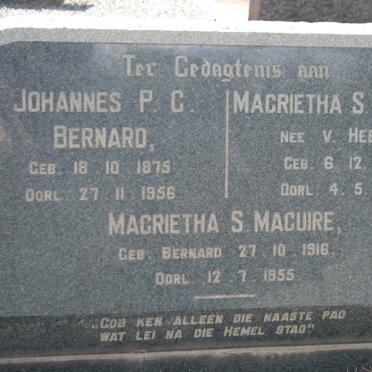 Ter Gedagtenis aan
JOHANNES P. C. BERNARD,
GEB. 18. 10. 1875
OORL. 27. 11. 1956
MAGRIETHA S.
NEE V.
GEB. 6. 12.
OORL. 4. 5.
MAGRIETHA S. MAGUIRE,
GEB. BERNARD 27. 10. 1916,
OORL. 12. 7. 1955.
"GOD KEN ALLEEN DIE NAASTE PAD
WAT LEI NA DIE HEMEL STAD"